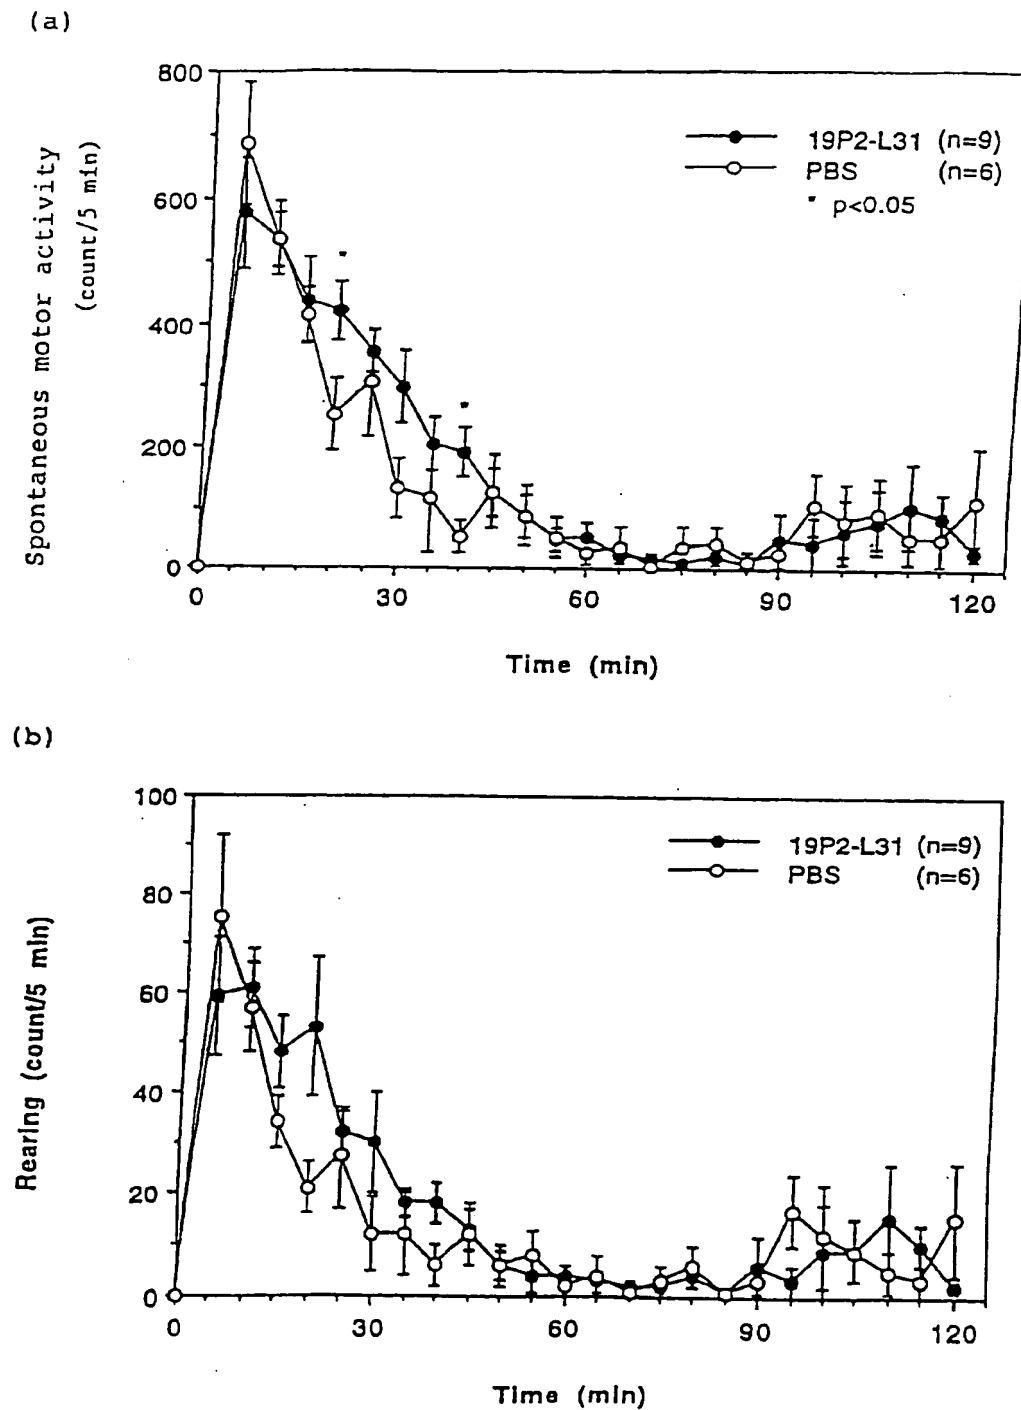 (a)
800
600
400
200
0
Spontaneous motor activity
(count/5 min)
19P2-L31 (n=9)
PBS (n=6)
* p<0.05
*
*
0 30 60 90 120
Time (min)
(b)
100
80
60
40
20
0
Rearing (count/5 min)
19P2-L31 (n=9)
PBS (n=6)
0 30 60 90 120
Time (min)